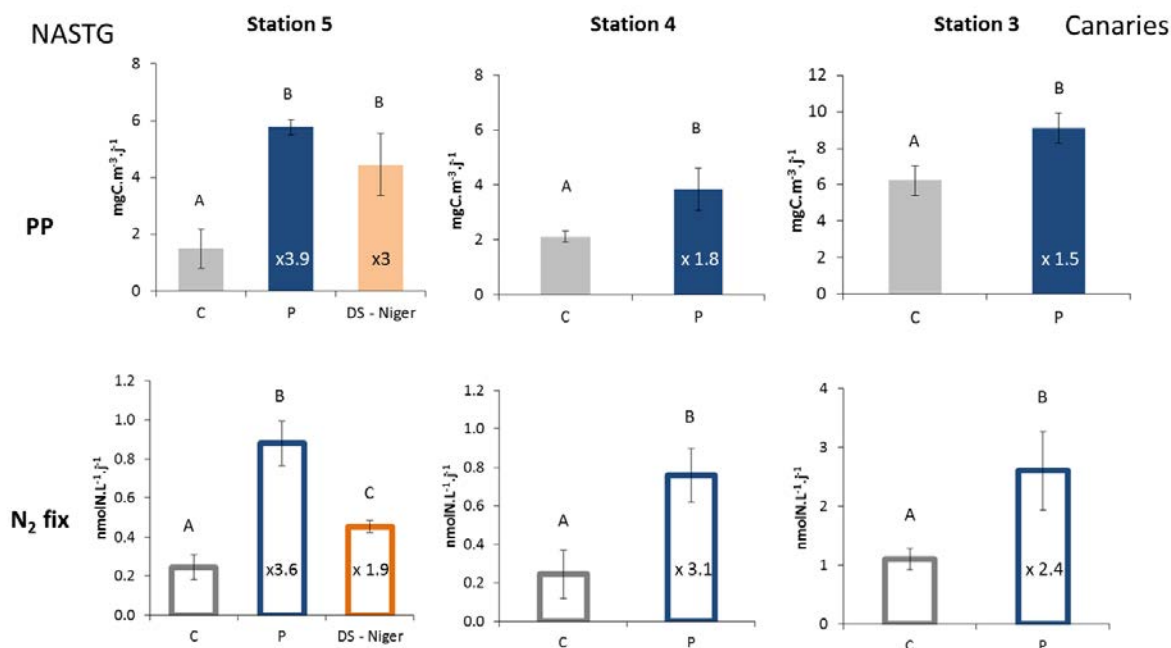 NASTG
Station 5
Station 4
Station 3
Canaries
PP
mgC.m⁻³.j⁻¹
8
6
4
2
0
A
B
B
x3.9
x3
C
P
DS - Niger
mgC.m⁻³.j⁻¹
8
6
4
2
0
A
B
x 1.8
C
P
mgC.m⁻³.j⁻¹
12
10
8
6
4
2
0
A
B
x 1.5
C
P
N₂ fix
nmolN.L⁻¹.j⁻¹
1.2
1.0
0.8
0.6
0.4
0.2
0.0
A
B
C
x3.6
x 1.9
C
P
DS - Niger
nmolN.L⁻¹.j⁻¹
1.2
1.0
0.8
0.6
0.4
0.2
0.0
A
B
x 3.1
C
P
nmolN.L⁻¹.j⁻¹
4
3
2
1
0
A
B
x 2.4
C
P